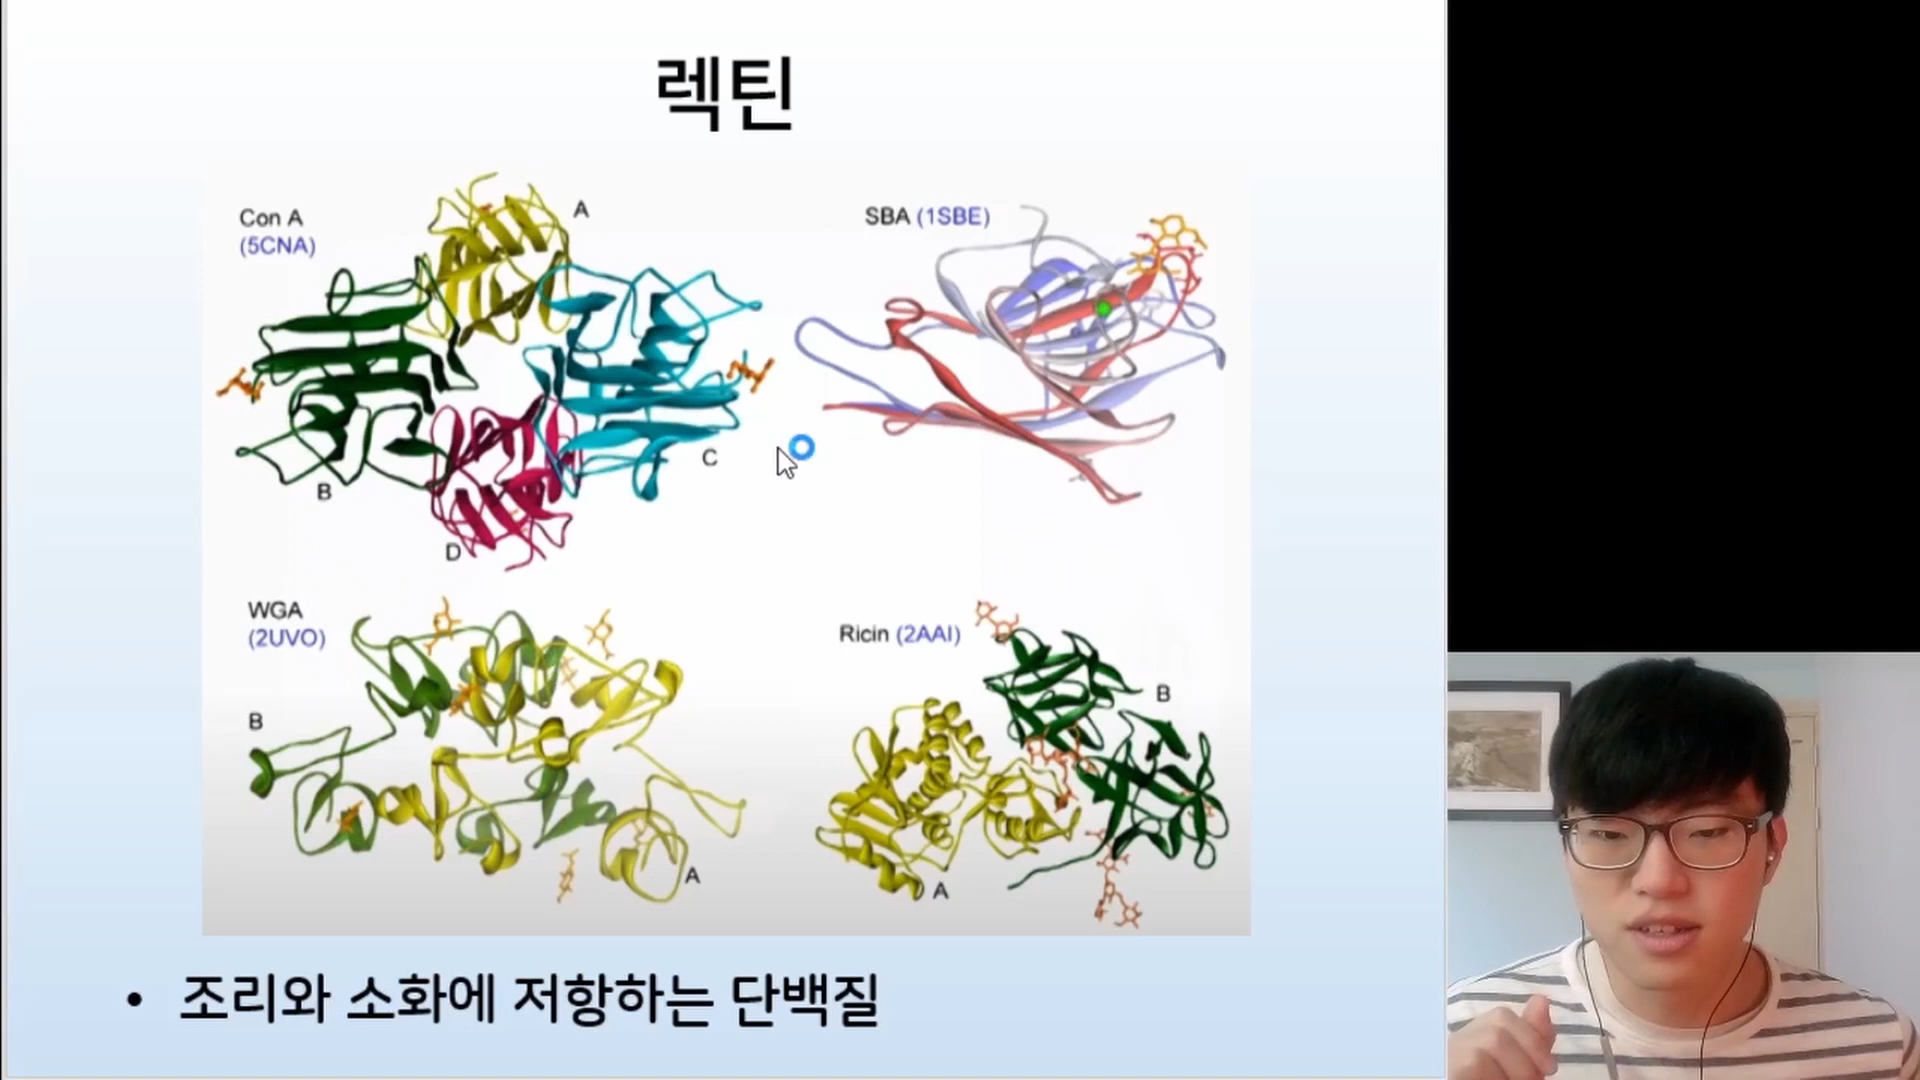 렉틴
Con A
(5CNA)
A
B
C
D
SBA (1SBE)
WGA
(2UVO)
B
A
Ricin (2AAI)
B
A
• 조리와 소화에 저항하는 단백질